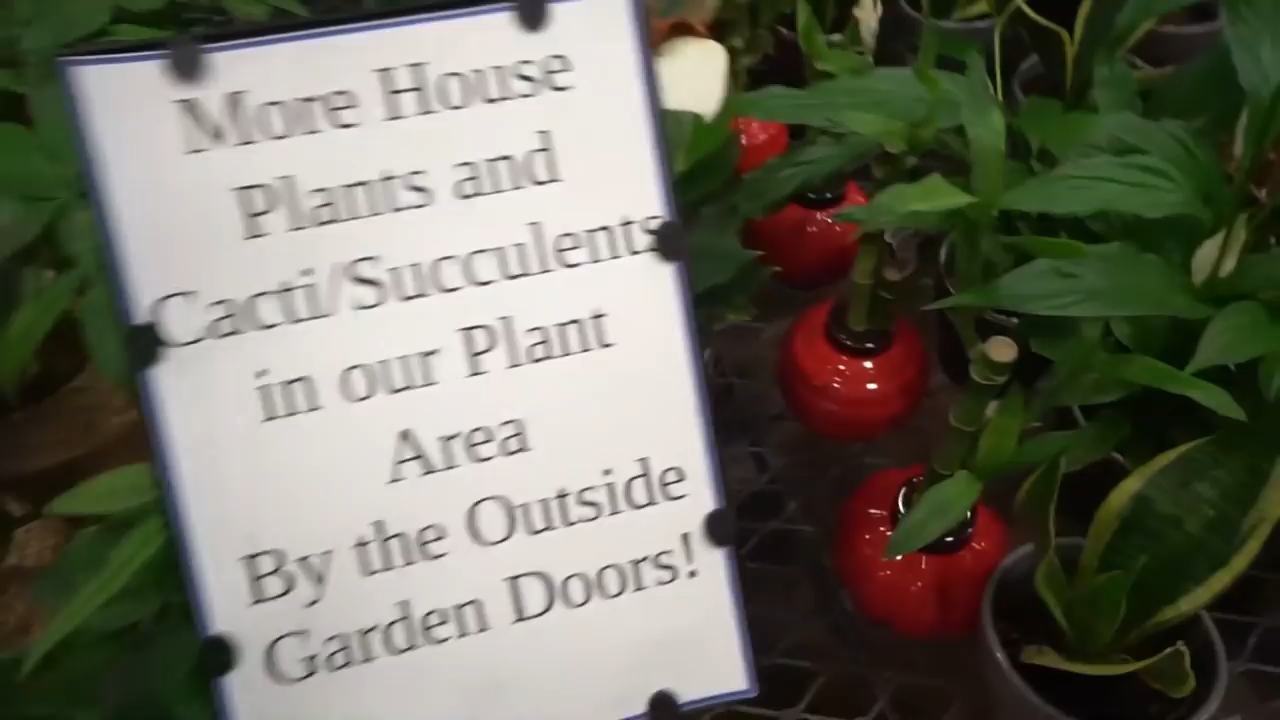 More House
Plants and
Cacti/Succulents
in our Plant
Area
By the Outside
Garden Doors!